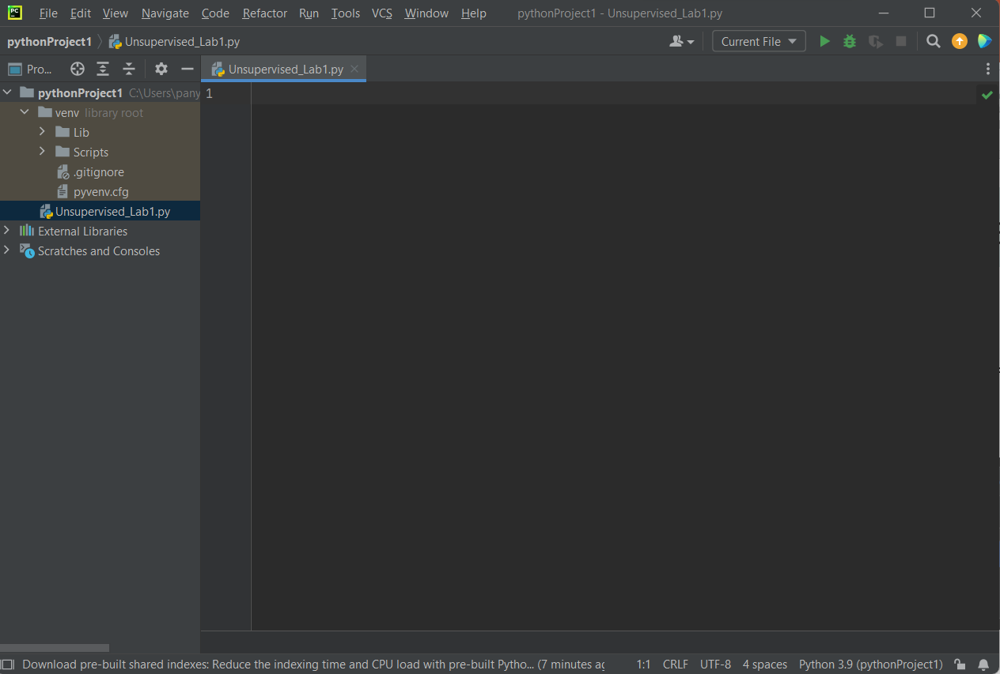 PC File Edit View Navigate Code Refactor Run Tools VCS Window Help pythonProject1 - Unsupervised_Lab1.py
pythonProject1 Unsupervised_Lab1.py Current File
Pro... Unsupervised_Lab1.py
pythonProject1 C:\Users\pany 1
venv library root
Lib
Scripts
.gitignore
pyvenv.cfg
Unsupervised_Lab1.py
External Libraries
Scratches and Consoles
Download pre-built shared indexes: Reduce the indexing time and CPU load with pre-built Pytho... (7 minutes ag 1:1 CRLF UTF-8 4 spaces Python 3.9 (pythonProject1)